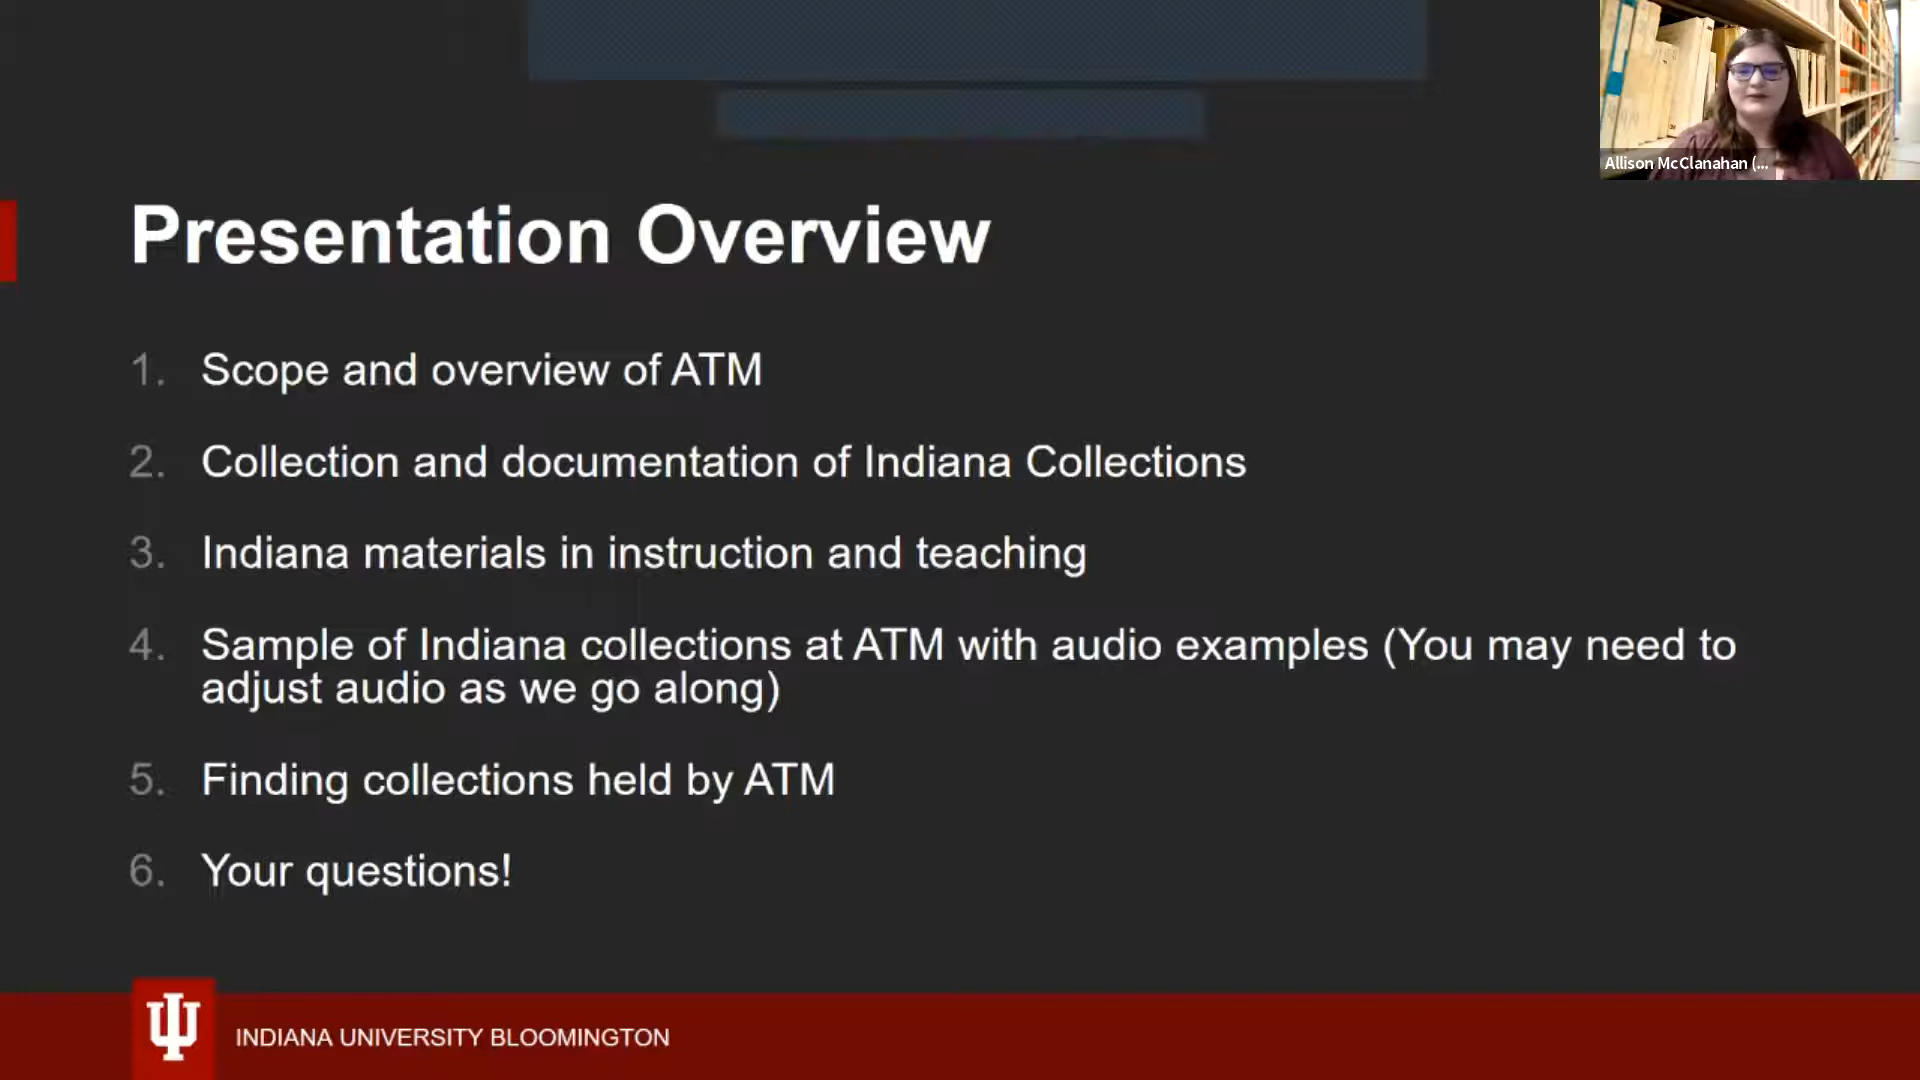 Allison McClanahan (...
Presentation Overview
1. Scope and overview of ATM
2. Collection and documentation of Indiana Collections
3. Indiana materials in instruction and teaching
4. Sample of Indiana collections at ATM with audio examples (You may need to
adjust audio as we go along)
5. Finding collections held by ATM
6. Your questions!
INDIANA UNIVERSITY BLOOMINGTON